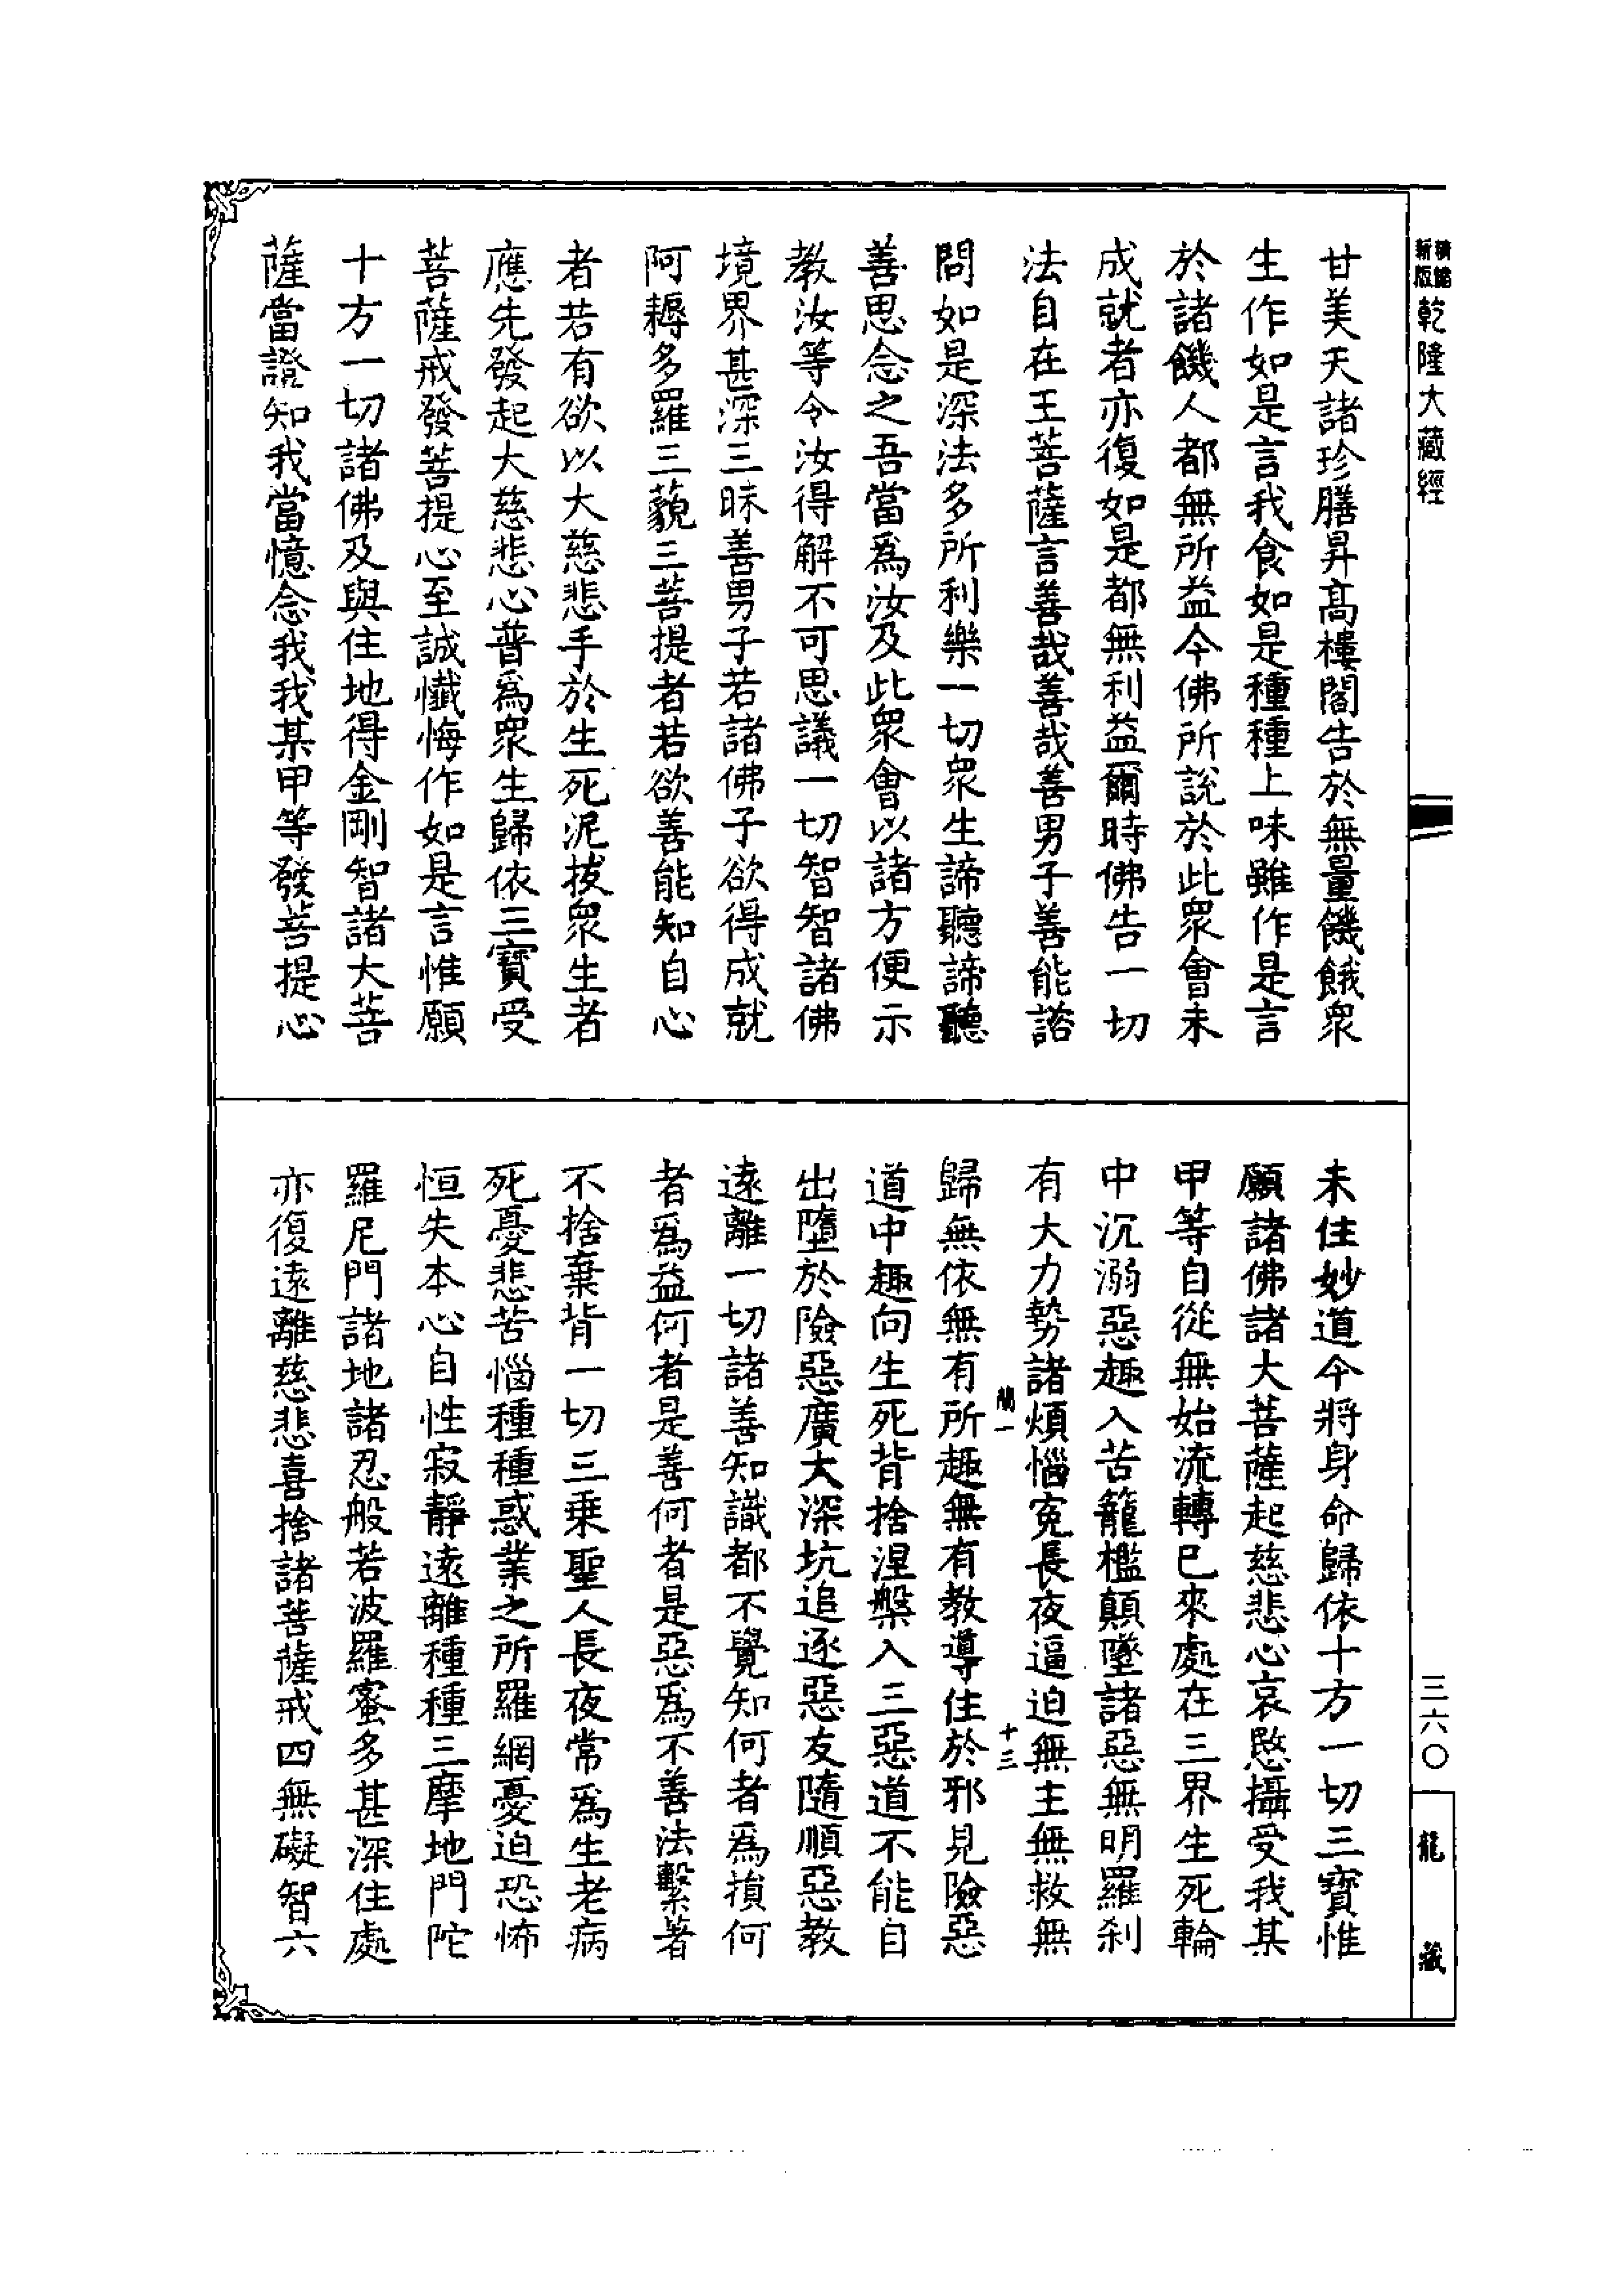 新版
乾隆大藏經
甘美天諸珍膳昇高樓閣告於無量饑餓衆
生作如是言我食如是種種上味雖作是言
於諸饑人都無所益今佛所說於此衆會未
成就者亦復如是都無利益爾時佛告一切
法自在王菩薩言善哉善哉善男子善能諮
問如是深法多所利樂一切衆生諦聽諦聽
善思念之吾當爲汝及此衆會以諸方便示
教汝等令汝得解不可思議一切智智諸佛
境界甚深三昧善男子若諸佛子欲得成就
阿耨多羅三藐三菩提者若欲善能知自心
者若有欲以大慈悲手於生死泥拔衆生者
應先發起大慈悲心普爲衆生歸依三寶受
菩薩戒發菩提心至誠懺悔作如是言惟願
十方一切諸佛及與住地得金剛智諸大菩
薩當證知我當憶念我我某甲等發菩提心
未住妙道今將身命歸依十方一切三寶惟
願諸佛諸大菩薩起慈悲心哀愍攝受我某
甲等自從無始流轉已來處在三界生死輪
中沉溺惡趣入苦籠檻顛墜諸惡無明羅刹
有大力勢諸煩惱寃長夜逼迫無主無救無
十三
歸無依無有所趣無有教導住於邪見險惡
道中趣向生死背捨涅槃入三惡道不能自
出墮於險惡廣大深坑追逐惡友隨順惡教
遠離一切諸善知識都不覺知何者爲損何
者爲益何者是善何者是惡爲不善法繫著
不捨棄背一切三乘聖人長夜常爲生老病
死憂悲苦惱種種惑業之所羅網憂迫恐怖
恒失本心自性寂靜遠離種種三摩地門陀
羅尼門諸地諸忍般若波羅蜜多甚深住處
亦復遠離慈悲喜捨諸菩薩戒四無礙智六
三六〇
龍藏